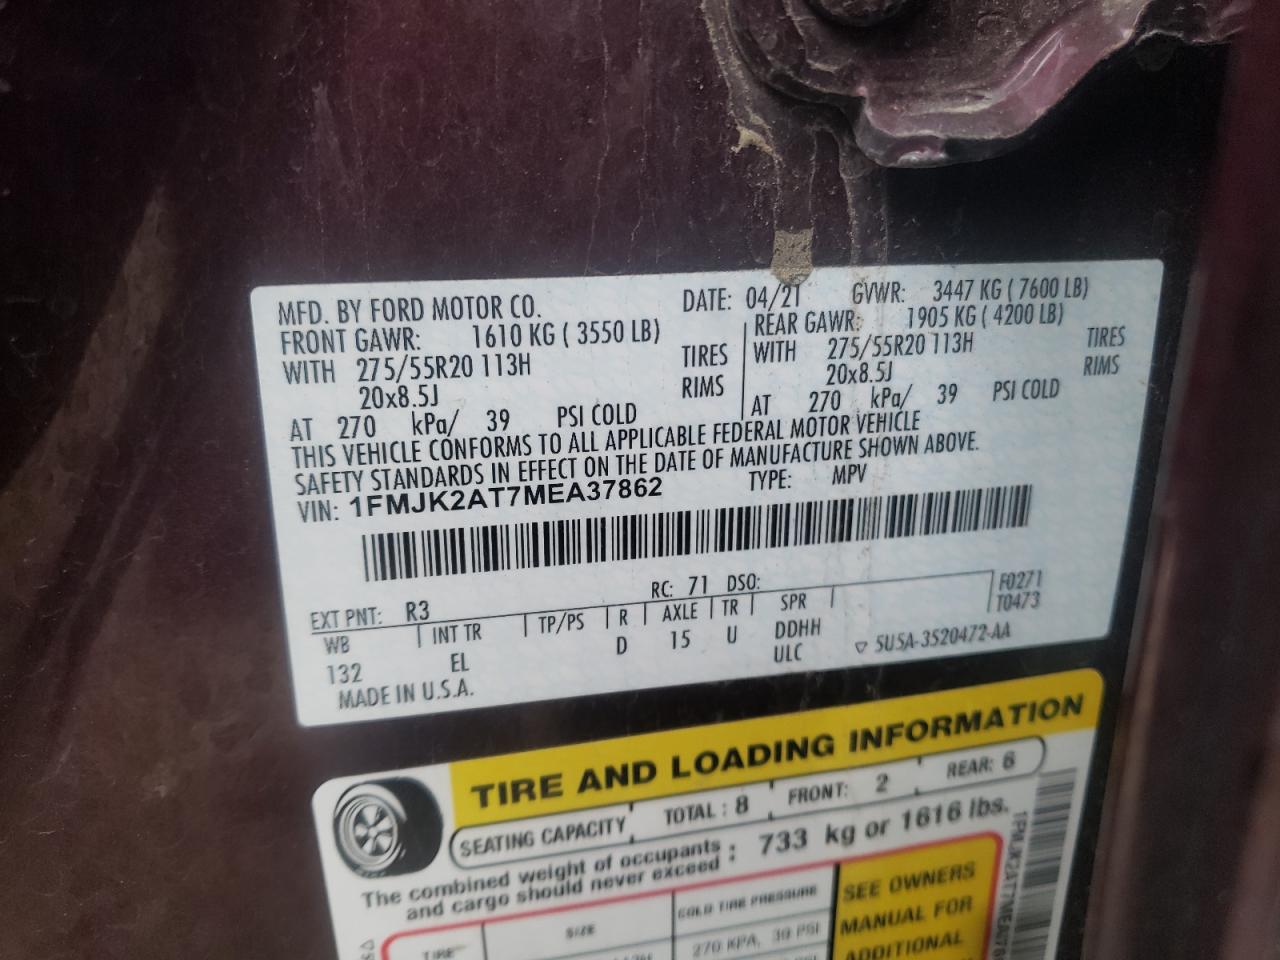 MFD. BY FORD MOTOR CO. DATE: 04/21 GVWR: 3447 KG ( 7600 LB)
FRONT GAWR: 1610 KG ( 3550 LB) REAR GAWR: 1905 KG ( 4200 LB)
WITH 275/55R20 113H TIRES WITH 275/55R20 113H TIRES
20x8.5J RIMS 20x8.5J RIMS
AT 270 kPa/ 39 PSI COLD AT 270 kPa/ 39 PSI COLD
THIS VEHICLE CONFORMS TO ALL APPLICABLE FEDERAL MOTOR VEHICLE
SAFETY STANDARDS IN EFFECT ON THE DATE OF MANUFACTURE SHOWN ABOVE.
VIN: 1FMJK2AT7MEA37862 TYPE: MPV
EXT PNT: R3 RC: 71 DSO: F0271
WB INT TR TP/PS R AXLE TR SPR T0473
132 EL D 15 U DDHH
ULC ▽ 5U5A-3520472-AA
MADE IN U.S.A.
TIRE AND LOADING INFORMATION
SEATING CAPACITY TOTAL : 8 FRONT: 2 REAR: 6
The combined weight of occupants
and cargo should never exceed : 733 kg or 1616 lbs.
TIRE SIZE COLD TIRE PRESSURE SEE OWNERS
270 KPA, 39 PSI MANUAL FOR
ADDITIONAL